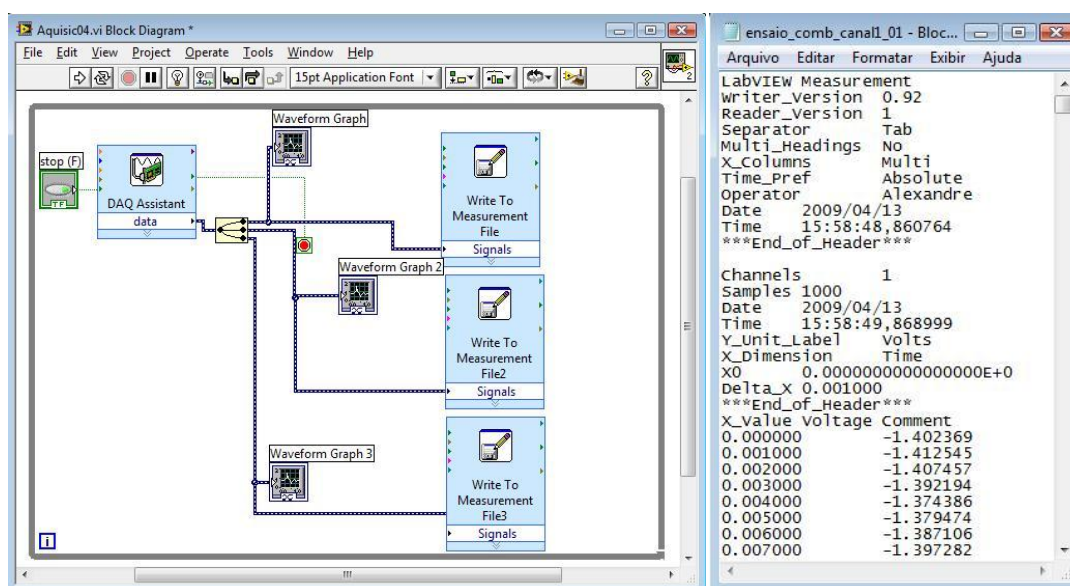 Aquisic04.vi Block Diagram *
File Edit View Project Operate Tools Window Help
15pt Application Font
2
Waveform Graph
stop (F)
TF
DAQ Assistant
data
Write To
Measurement
File
Signals
Waveform Graph 2
Write To
Measurement
File2
Signals
Waveform Graph 3
Write To
Measurement
File3
Signals
i
ensaio_comb_canal1_01 - Bloc...
Arquivo Editar Formatar Exibir Ajuda
LabVIEW Measurement
Writer_Version 0.92
Reader_Version 1
Separator Tab
Multi_Headings No
X_Columns Multi
Time_Pref Absolute
Operator Alexandre
Date 2009/04/13
Time 15:58:48,860764
***End_of_Header***
Channels 1
Samples 1000
Date 2009/04/13
Time 15:58:49,868999
Y_Unit_Label Volts
X_Dimension Time
X0 0.0000000000000000E+0
Delta_X 0.001000
***End_of_Header***
X_Value Voltage Comment
0.000000 -1.402369
0.001000 -1.412545
0.002000 -1.407457
0.003000 -1.392194
0.004000 -1.374386
0.005000 -1.379474
0.006000 -1.387106
0.007000 -1.397282